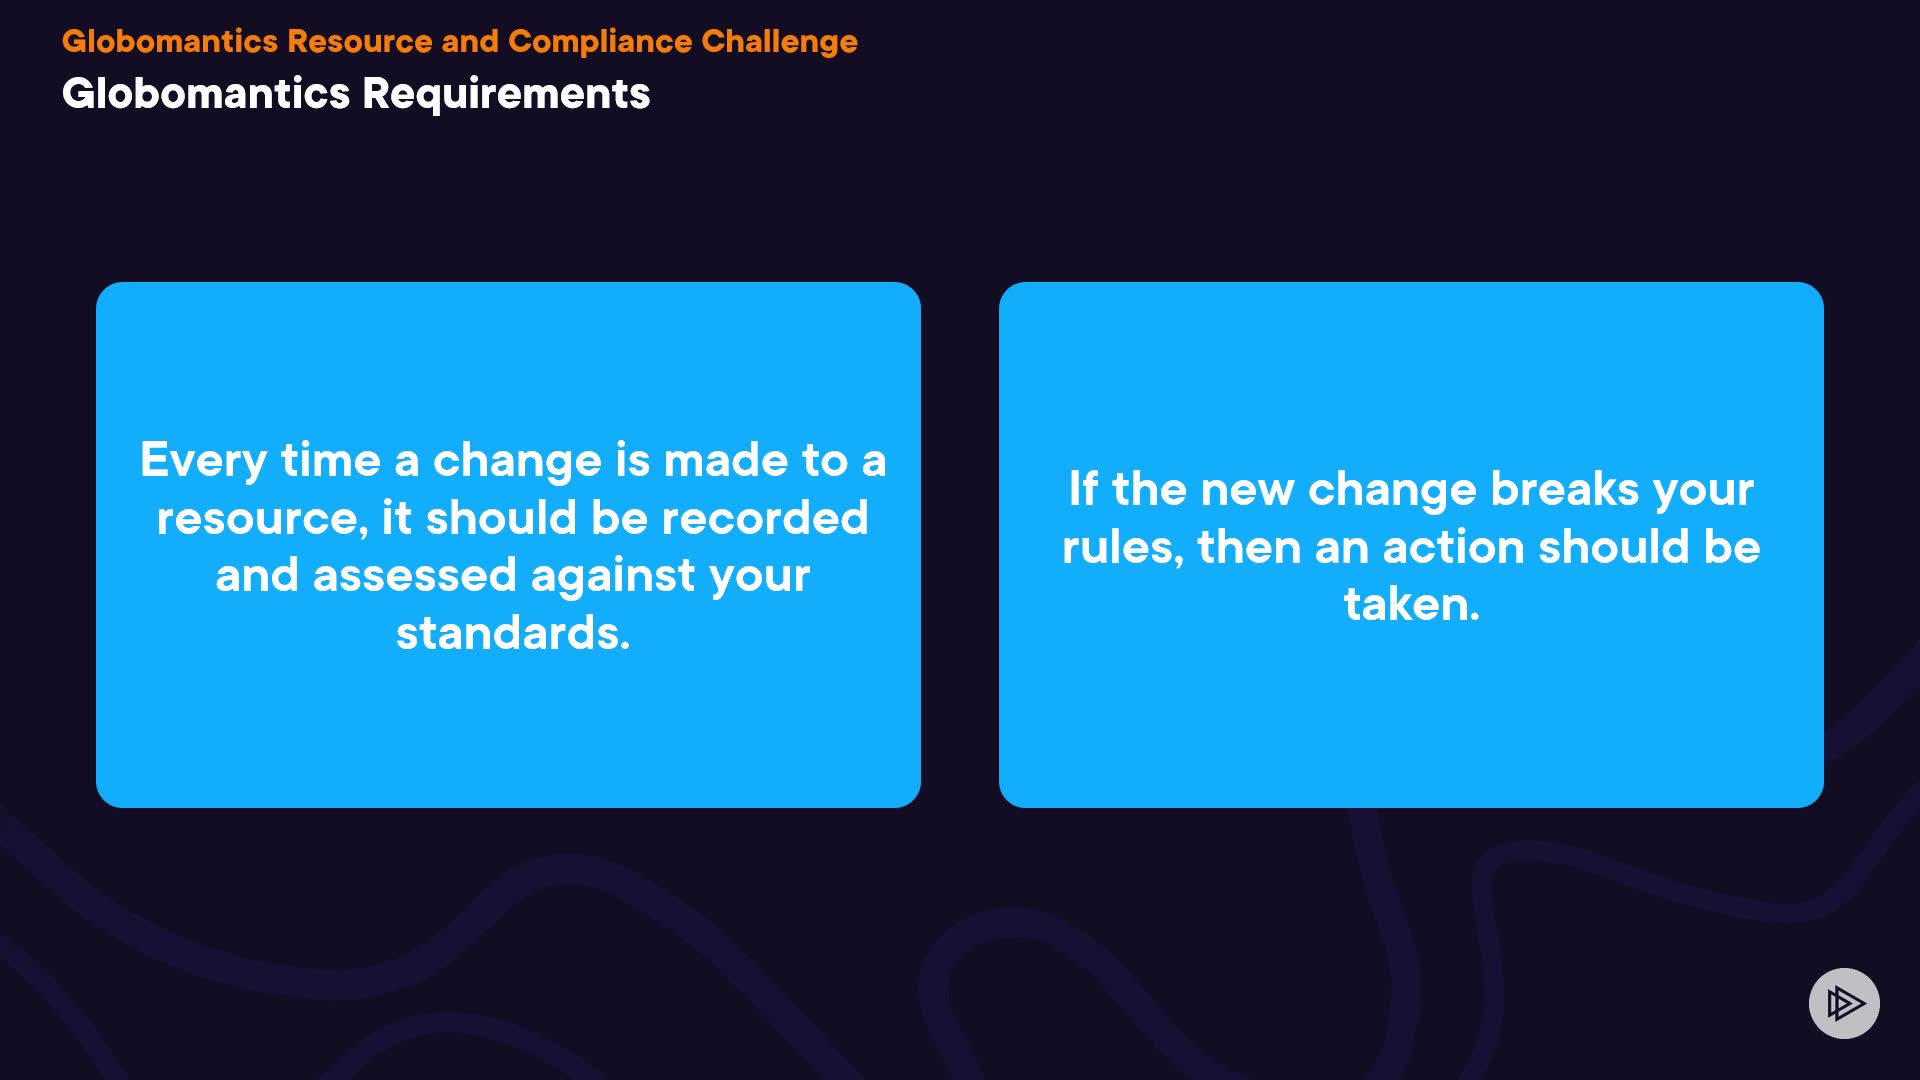 Globomantics Resource and Compliance Challenge
Globomantics Requirements
Every time a change is made to a
resource, it should be recorded
and assessed against your
standards.
If the new change breaks your
rules, then an action should be
taken.